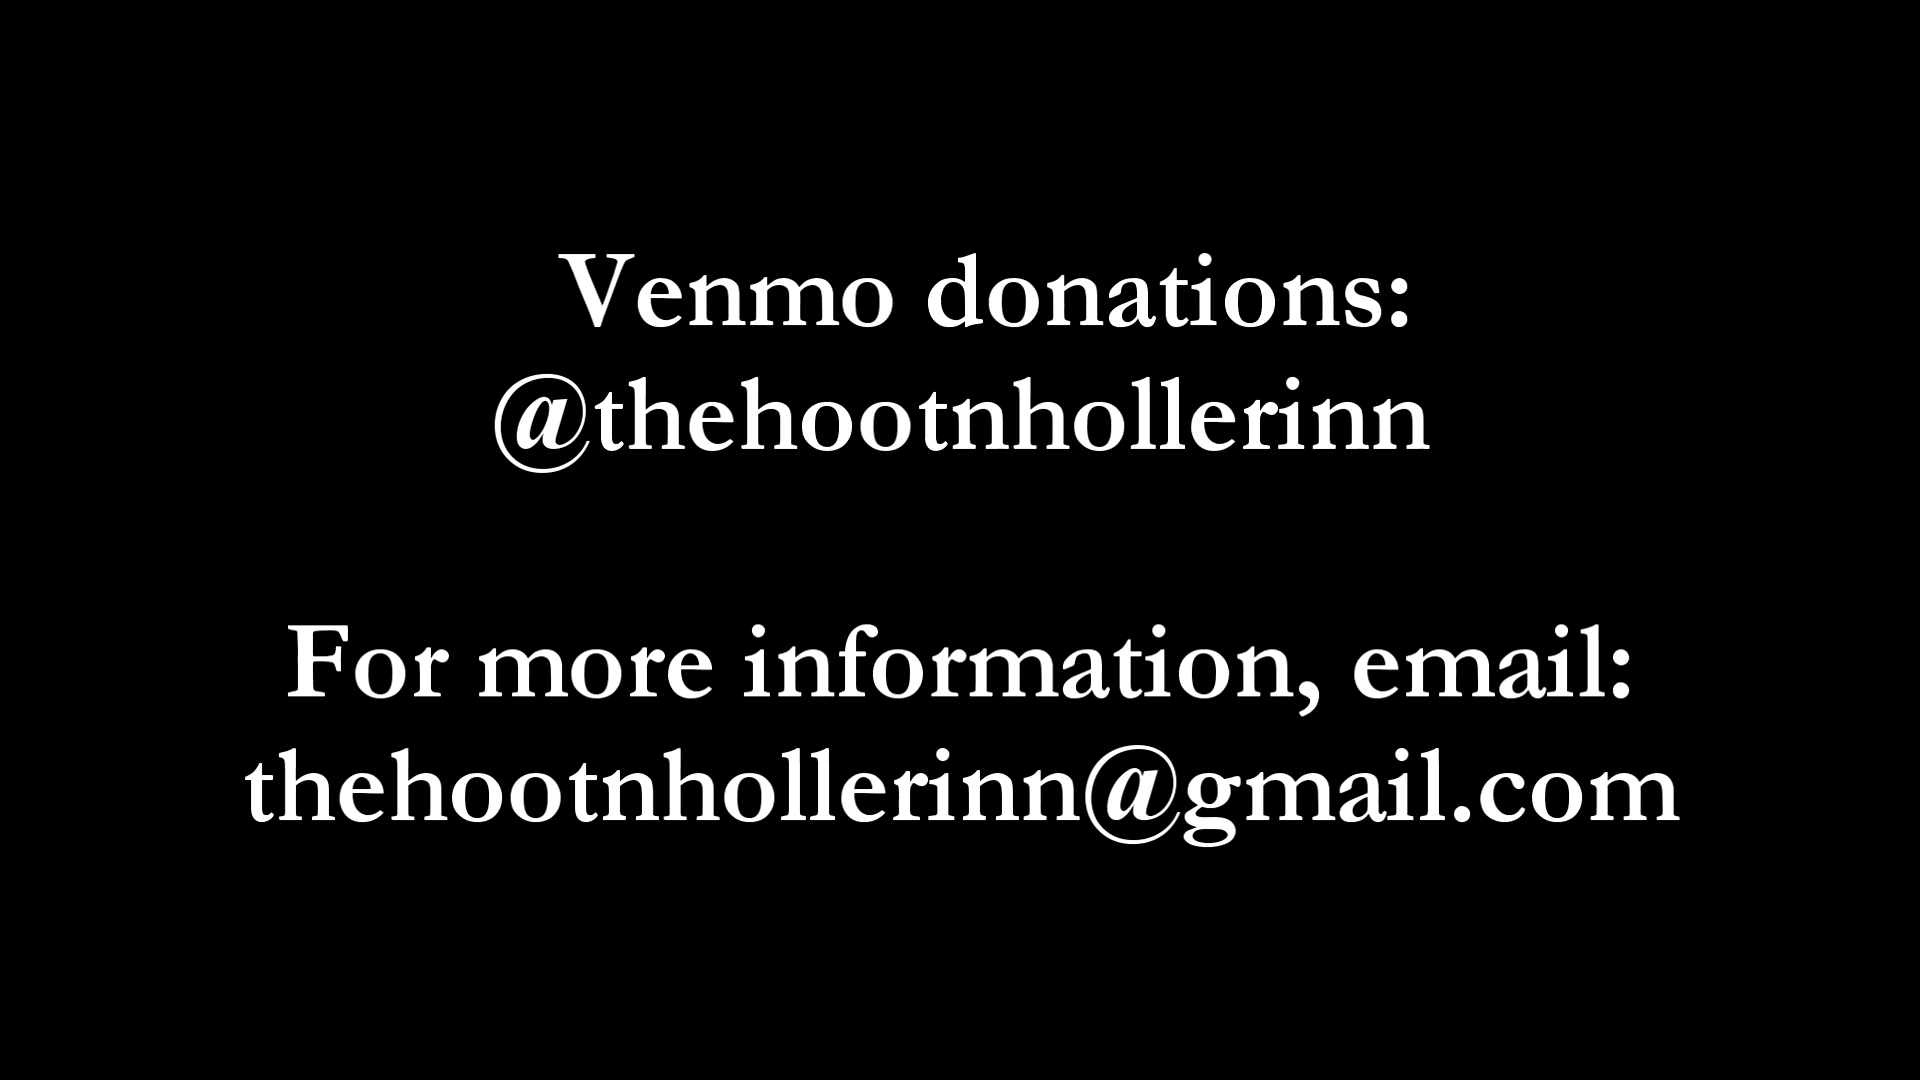 Venmo donations:
@thehootnhollerinn
For more information, email:
thehootnhollerinn@gmail.com